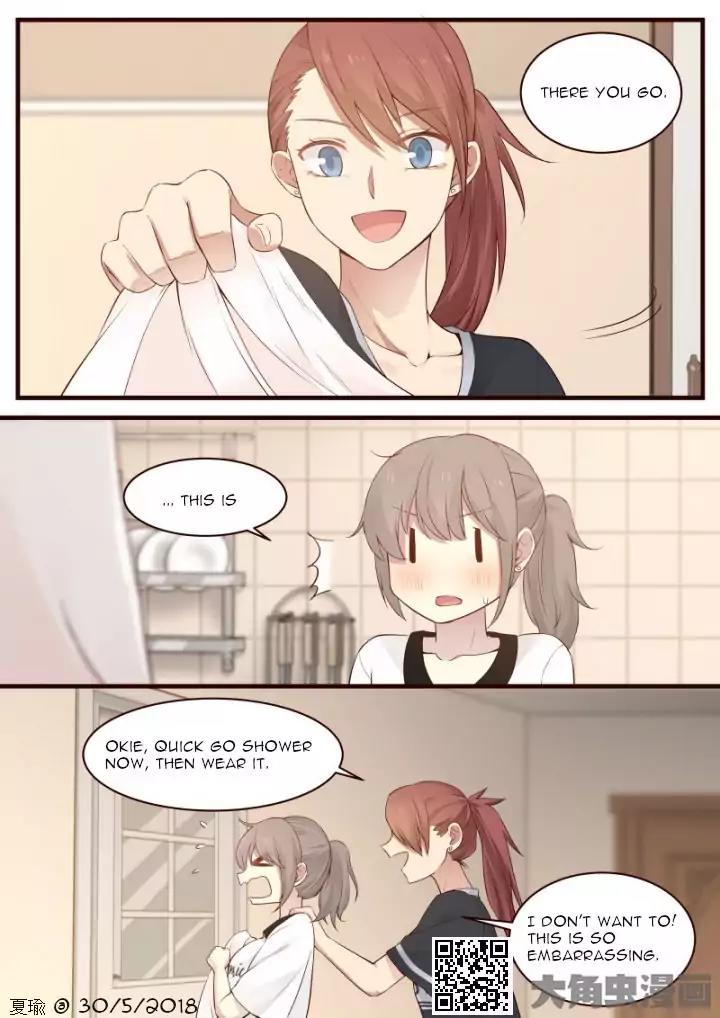 THERE YOU GO.
... THIS IS
OKIE, QUICK GO SHOWER
NOW, THEN WEAR IT.
I DON'T WANT TO!
THIS IS SO
EMBARRASSING.
大角虫漫画
夏瑜 ③ 30/5/2018